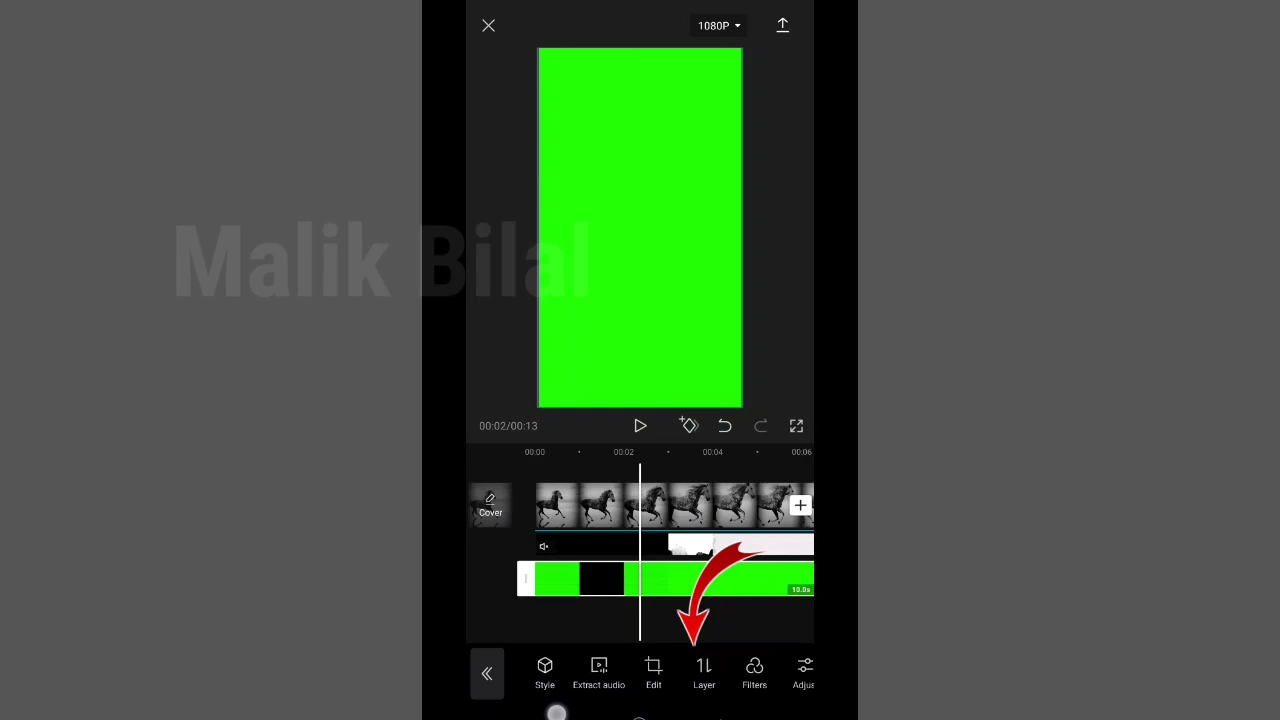 1080P
Malik Bilal
00:02/00:13
00:00 00:02 00:04 00:06
Cover
10.0s
Style Extract audio Edit Layer Filters Adjus